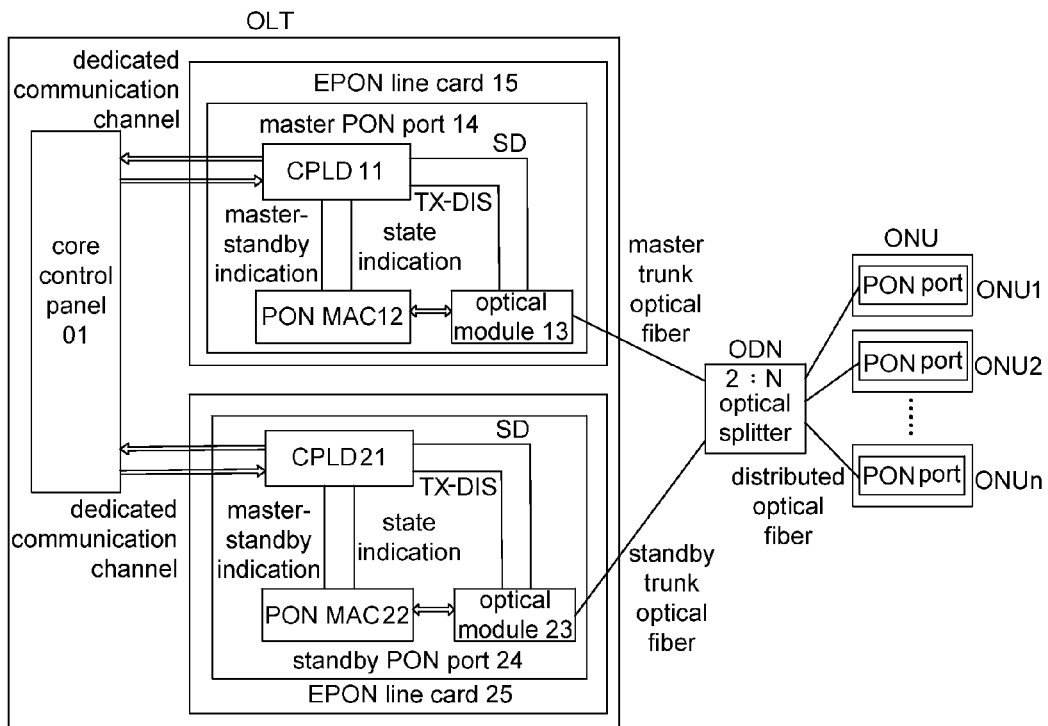 OLT
dedicated
communication
channel
EPON line card 15
master PON port 14
SD
CPLD 11
TX-DIS
master-
standby
indication
state
indication
core
control
panel
01
PON MAC12
optical
module 13
master
trunk
optical
fiber
ONU
PON port
ONU1
ODN
2 : N
optical
splitter
PON port
ONU2
PON port
ONUn
distributed
optical
fiber
SD
CPLD21
TX-DIS
dedicated
communication
channel
master-
standby
indication
state
indication
standby
trunk
optical
fiber
PON MAC22
optical
module 23
standby PON port 24
EPON line card 25